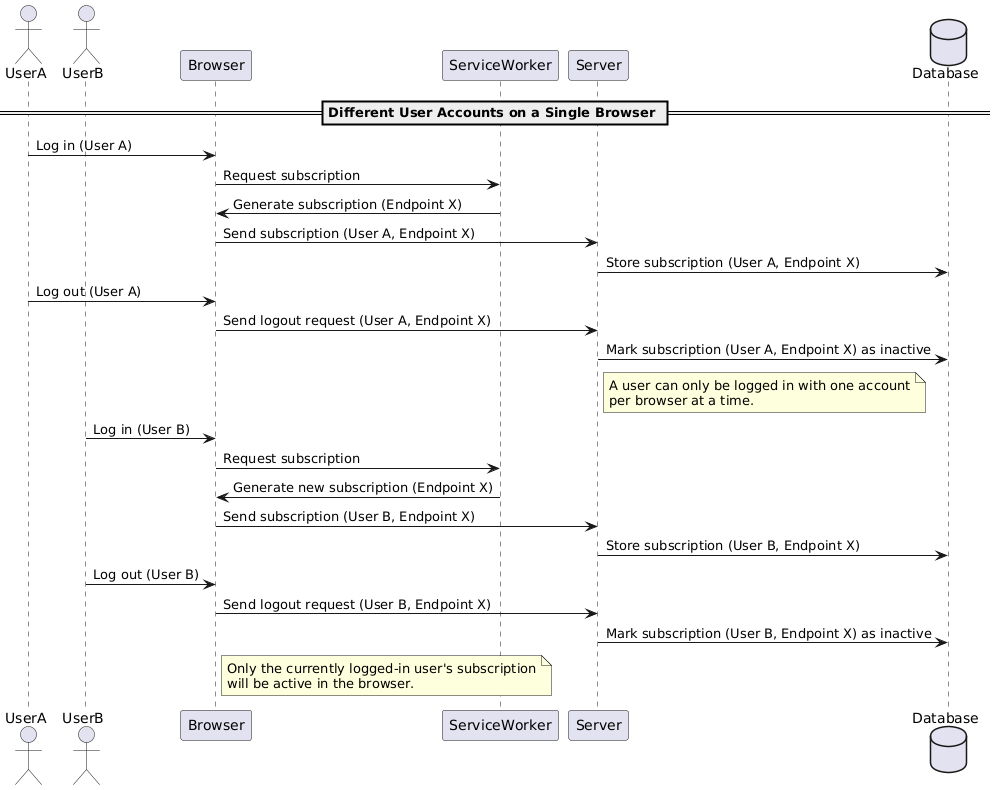 UserA
UserB
Browser
ServiceWorker
Server
Database
Different User Accounts on a Single Browser
Log in (User A)
Request subscription
Generate subscription (Endpoint X)
Send subscription (User A, Endpoint X)
Store subscription (User A, Endpoint X)
Log out (User A)
Send logout request (User A, Endpoint X)
Mark subscription (User A, Endpoint X) as inactive
A user can only be logged in with one account
per browser at a time.
Log in (User B)
Request subscription
Generate new subscription (Endpoint X)
Send subscription (User B, Endpoint X)
Store subscription (User B, Endpoint X)
Log out (User B)
Send logout request (User B, Endpoint X)
Mark subscription (User B, Endpoint X) as inactive
Only the currently logged-in user's subscription
will be active in the browser.
UserA
UserB
Browser
ServiceWorker
Server
Database